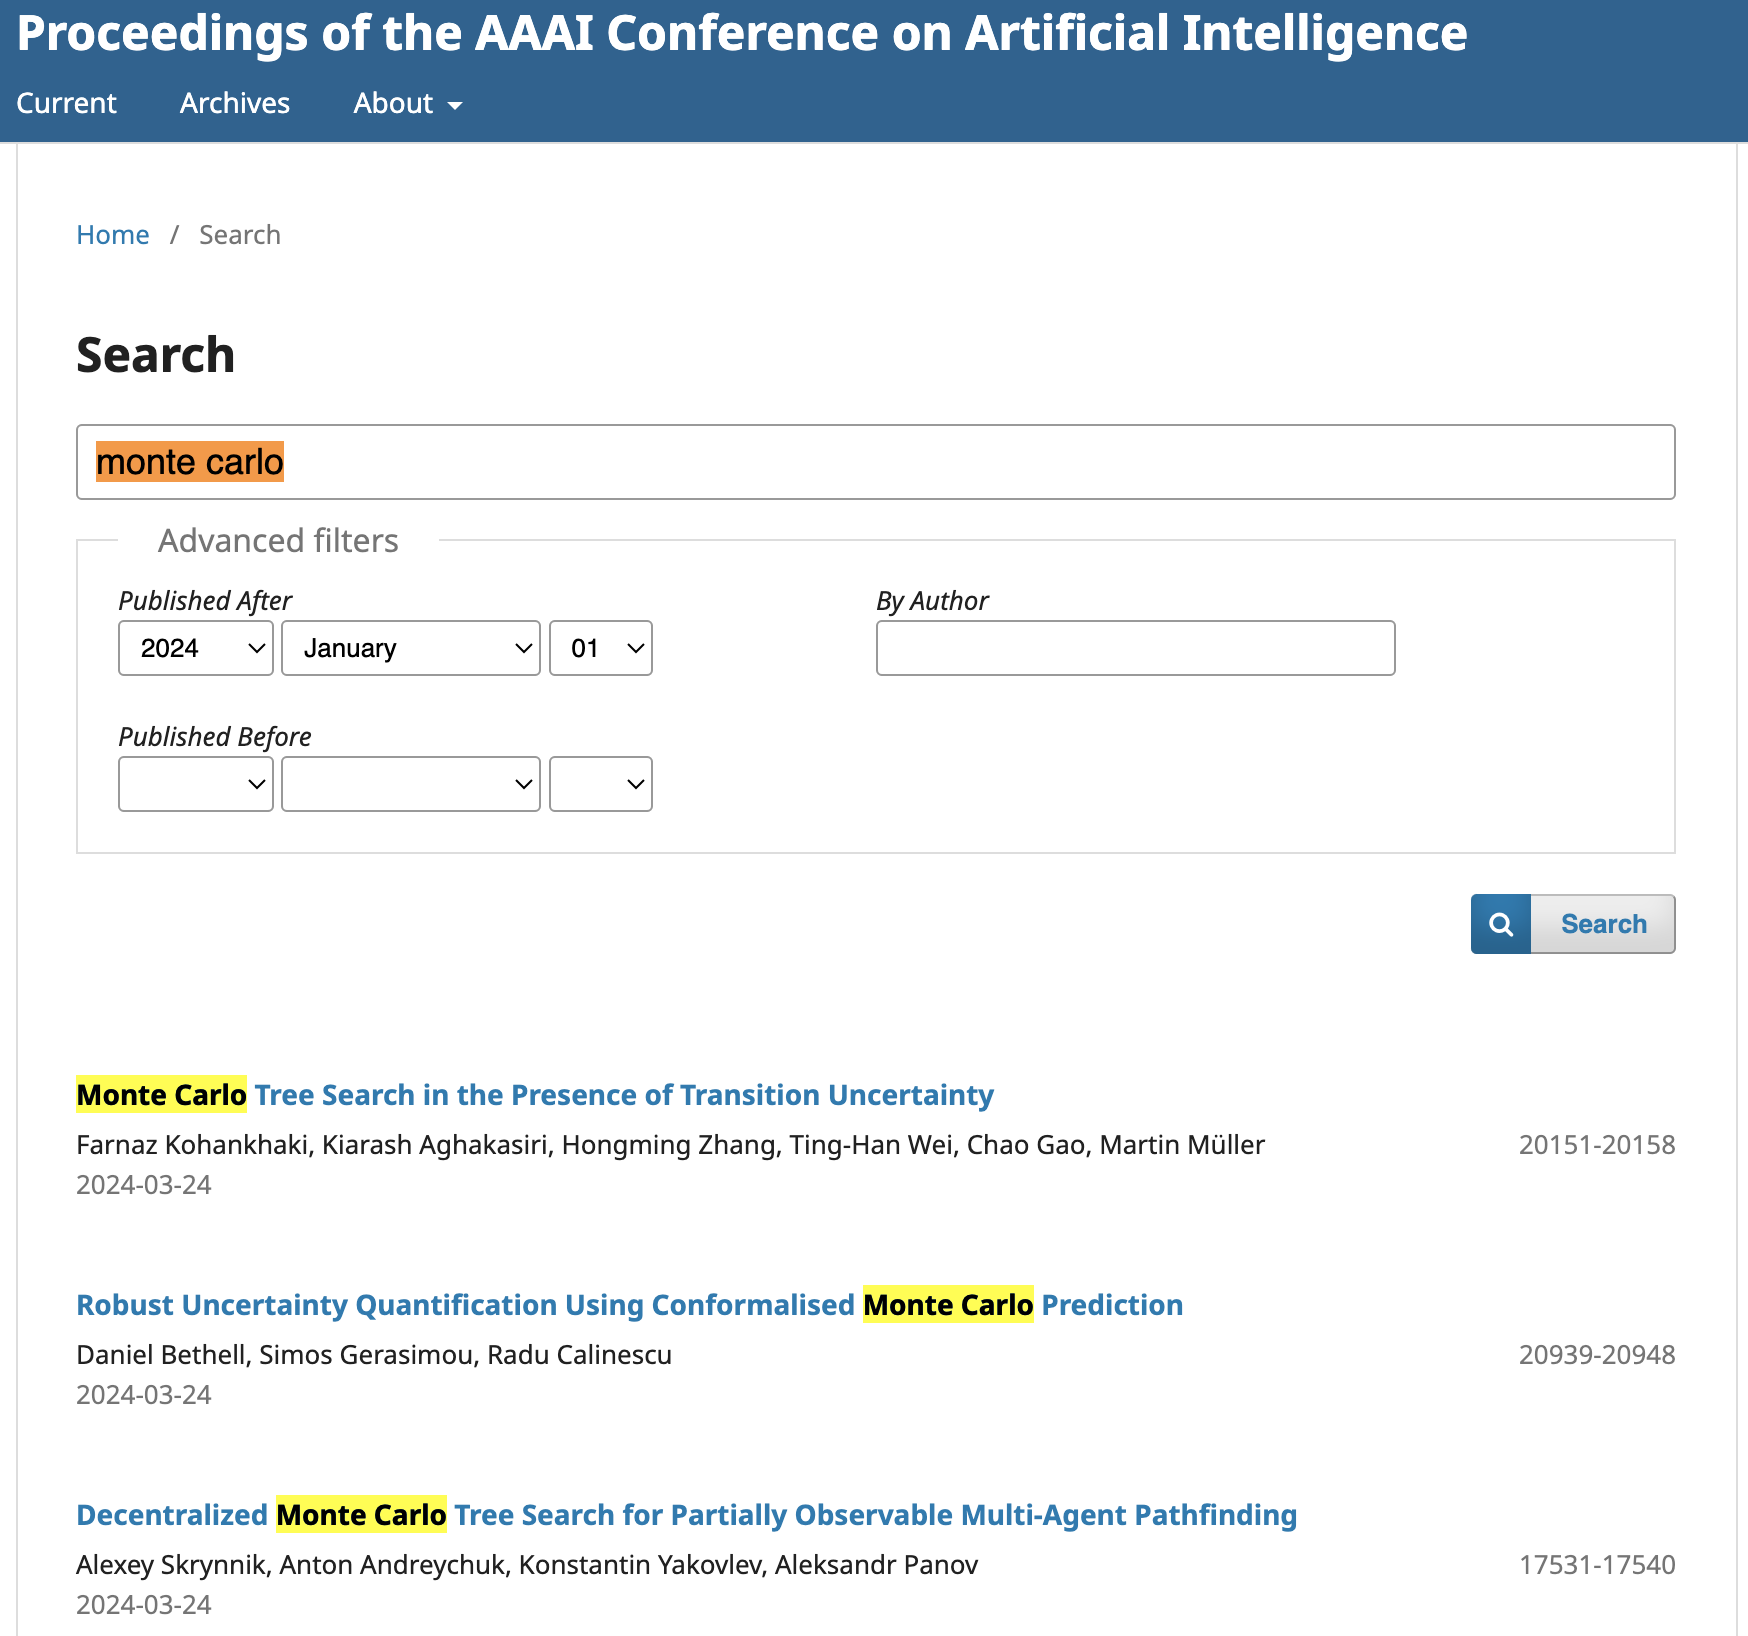 Proceedings of the AAAI Conference on Artificial Intelligence
Current Archives About
Home / Search
Search
monte carlo
Advanced filters
Published After
2024 January 01
By Author
Published Before
Search
Monte Carlo Tree Search in the Presence of Transition Uncertainty
Farnaz Kohankhaki, Kiarash Aghakasiri, Hongming Zhang, Ting-Han Wei, Chao Gao, Martin Müller 20151-20158
2024-03-24
Robust Uncertainty Quantification Using Conformalised Monte Carlo Prediction
Daniel Bethell, Simos Gerasimou, Radu Calinescu 20939-20948
2024-03-24
Decentralized Monte Carlo Tree Search for Partially Observable Multi-Agent Pathfinding
Alexey Skrynnik, Anton Andreychuk, Konstantin Yakovlev, Aleksandr Panov 17531-17540
2024-03-24